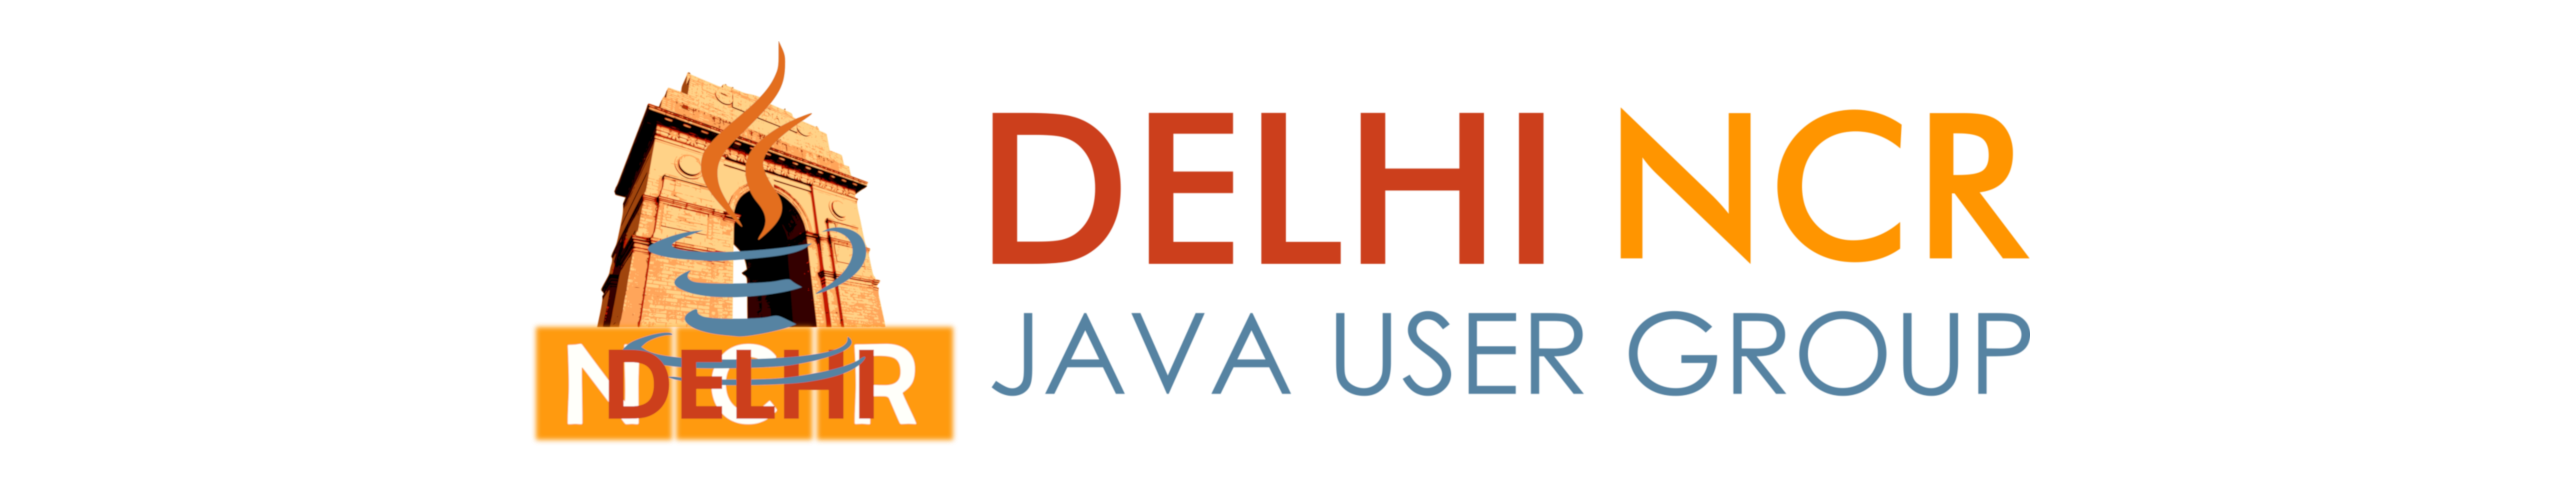 NCR
DELHI
DELHI NCR
JAVA USER GROUP